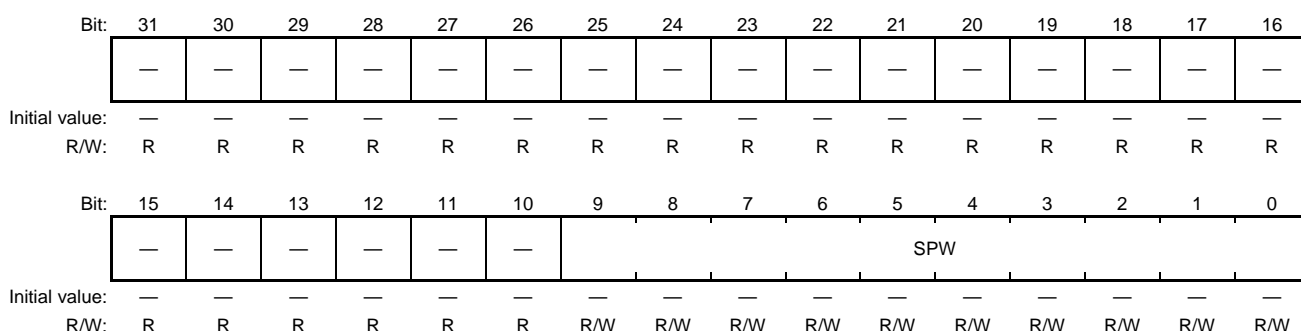 Bit: 31 30 29 28 27 26 25 24 23 22 21 20 19 18 17 16
— — — — — — — — — — — — — — — —
Initial value: — — — — — — — — — — — — — — — —
R/W: R R R R R R R R R R R R R R R R
Bit: 15 14 13 12 11 10 9 8 7 6 5 4 3 2 1 0
— — — — — — SPW
Initial value: — — — — — — — — — — — — — — — —
R/W: R R R R R R R/W R/W R/W R/W R/W R/W R/W R/W R/W R/W